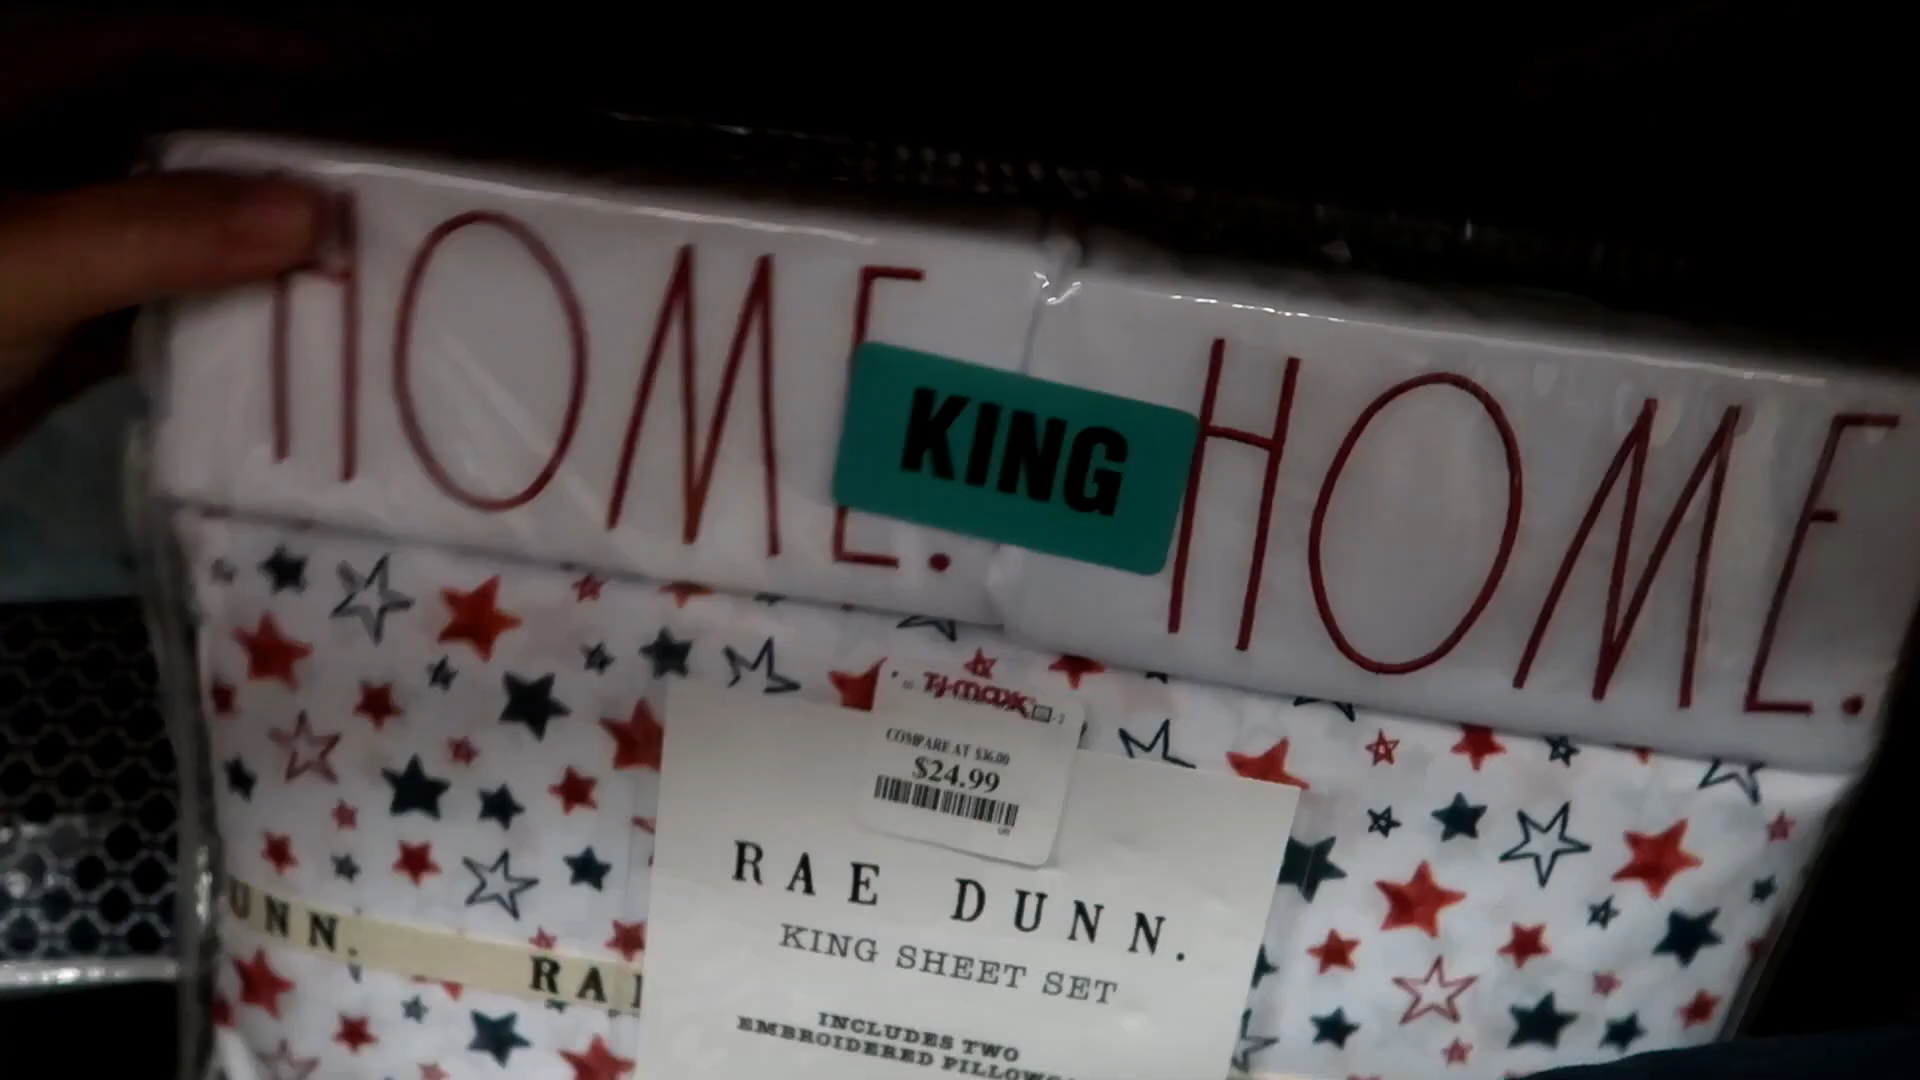 HOME.
KING
HOME.
T.J.maxx
COMPARE AT $36.00
$24.99
RAE DUNN.
KING SHEET SET
INCLUDES TWO
EMBROIDERED
UNN.
RA